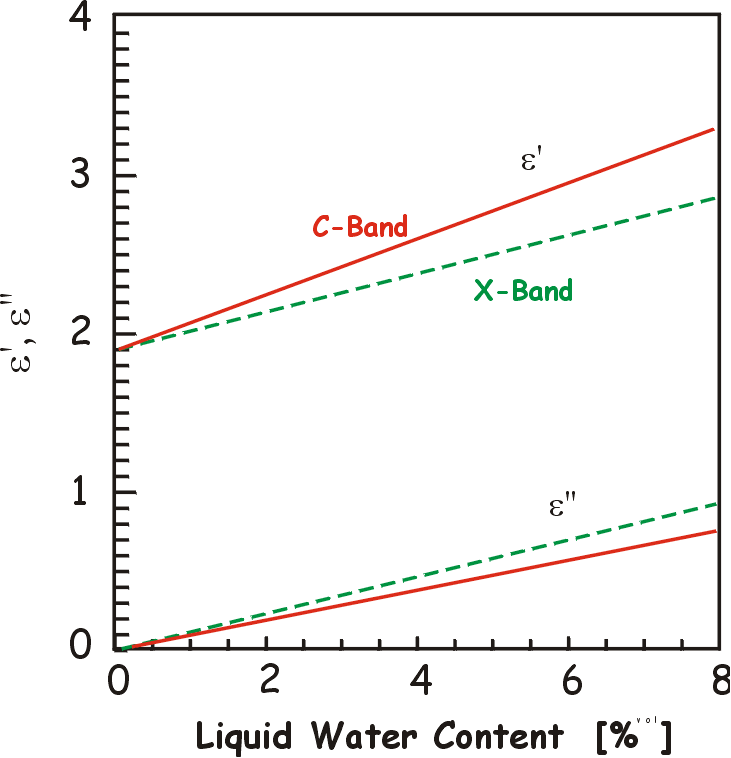 4
3
2
1
0
ε', ε"
ε'
C-Band
X-Band
ε"
0 2 4 6 8
Liquid Water Content [%vol]